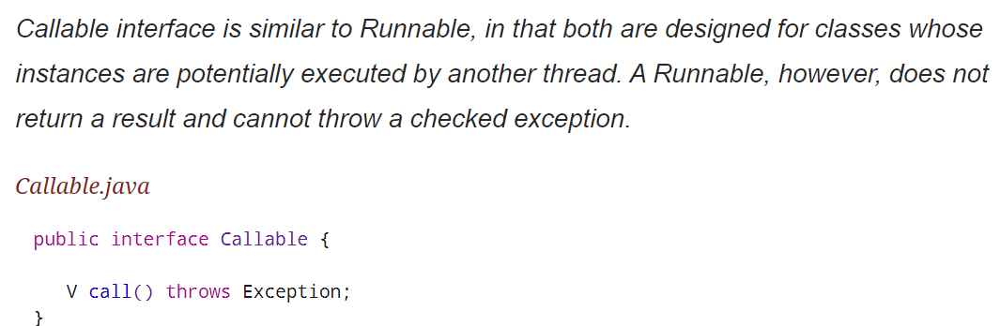 Callable interface is similar to Runnable, in that both are designed for classes whose
instances are potentially executed by another thread. A Runnable, however, does not
return a result and cannot throw a checked exception.
Callable.java
public interface Callable {
V call() throws Exception;
}